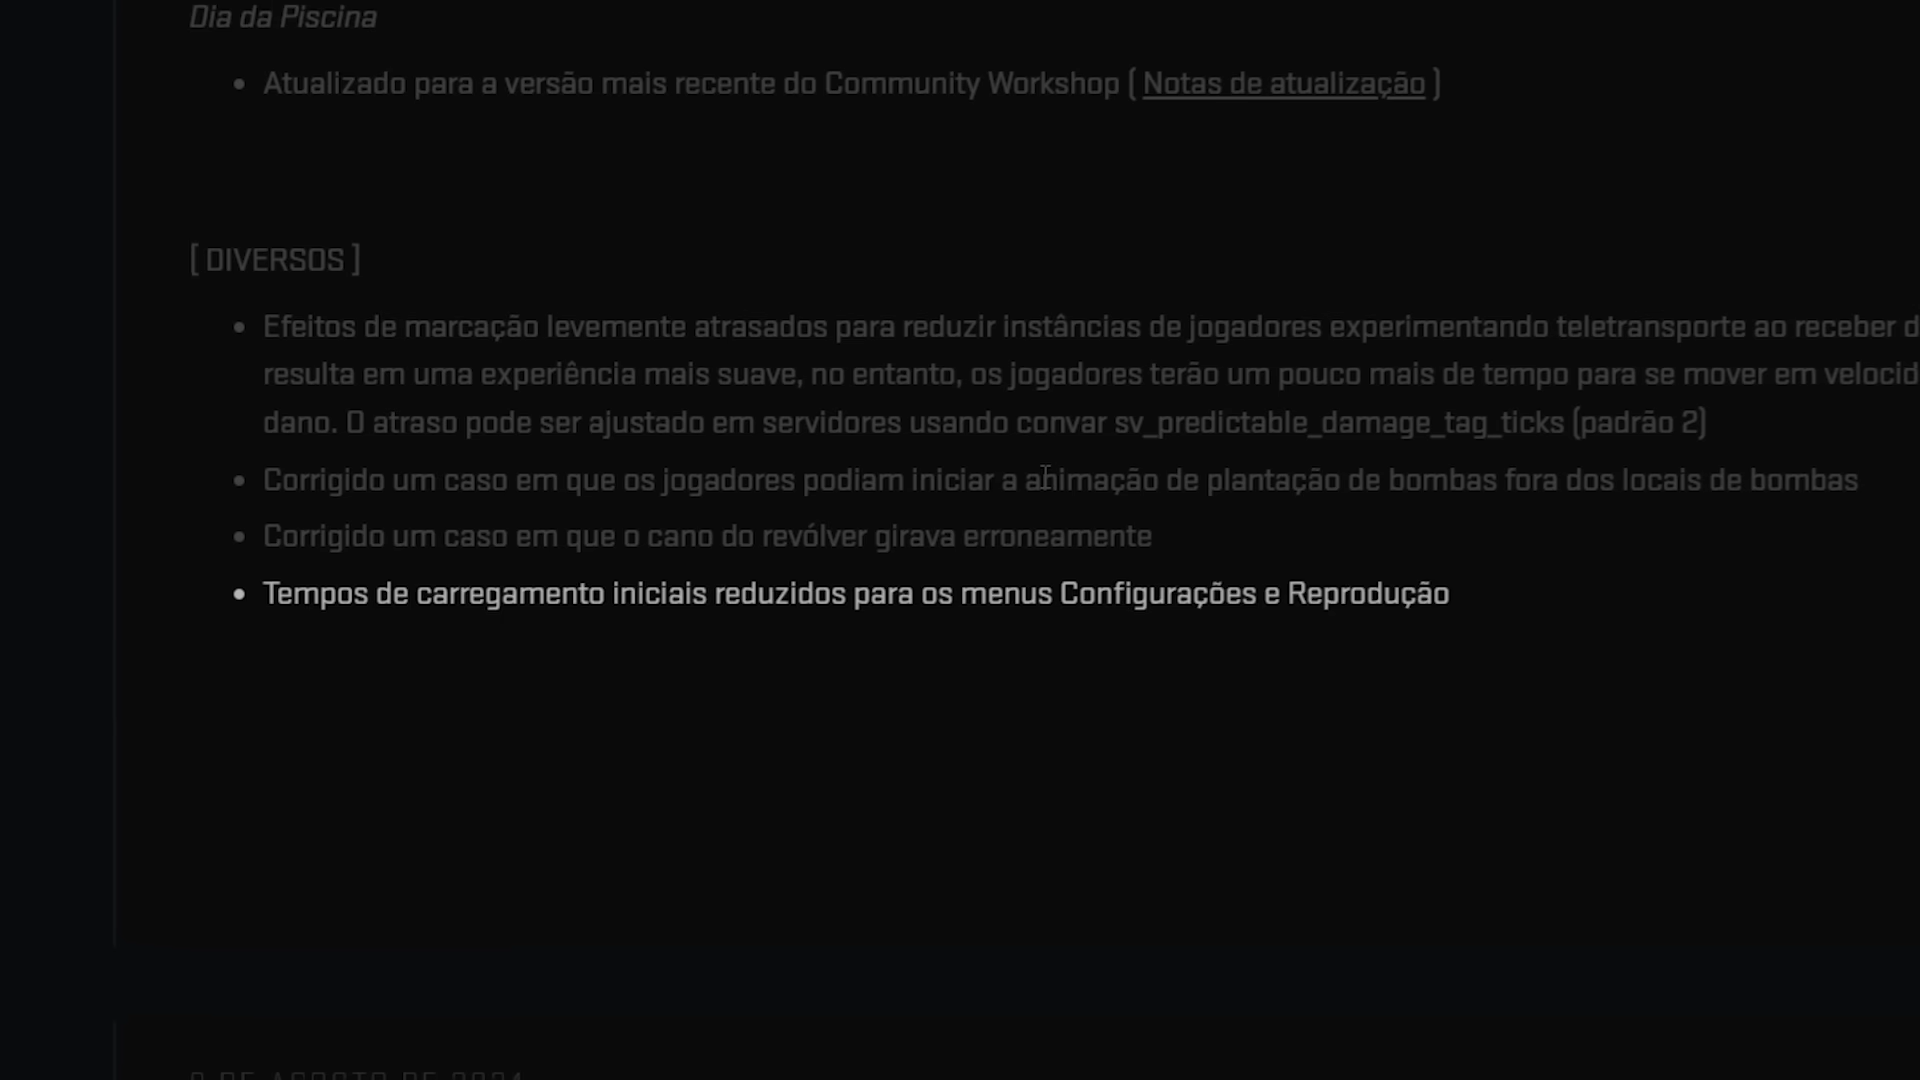 Dia da Piscina
• Atualizado para a versão mais recente do Community Workshop ( Notas de atualização )
[ DIVERSOS ]
• Efeitos de marcação levemente atrasados para reduzir instâncias de jogadores experimentando teletransporte ao receber
resulta em uma experiência mais suave, no entanto, os jogadores terão um pouco mais de tempo para se mover em
dano. O atraso pode ser ajustado em servidores usando convar sv_predictable_damage_tag_ticks (padrão 2)
• Corrigido um caso em que os jogadores podiam iniciar a animação de plantação de bombas fora dos locais de bombas
• Corrigido um caso em que o cano do revólver girava erroneamente
• Tempos de carregamento iniciais reduzidos para os menus Configurações e Reprodução
DE AGOSTO DE 2024